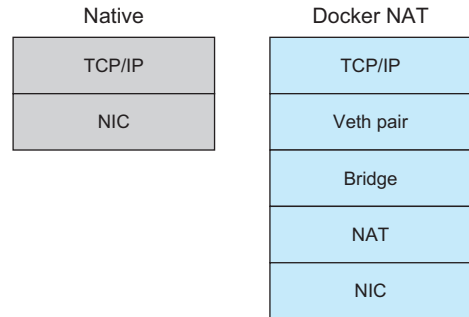 Native
TCP/IP
NIC
Docker NAT
TCP/IP
Veth pair
Bridge
NAT
NIC